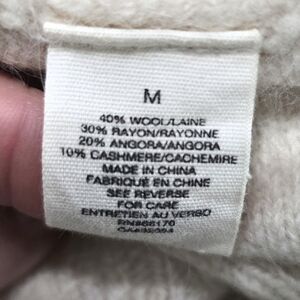 M
40% WOOL/LAINE
30% RAYON/RAYONNE
20% ANGORA/ANGORA
10% CASHMERE/CACHEMIRE
MADE IN CHINA
FABRIQUÉ EN CHINE
SEE REVERSE
FOR CARE
ENTRETIEN AU VERSO